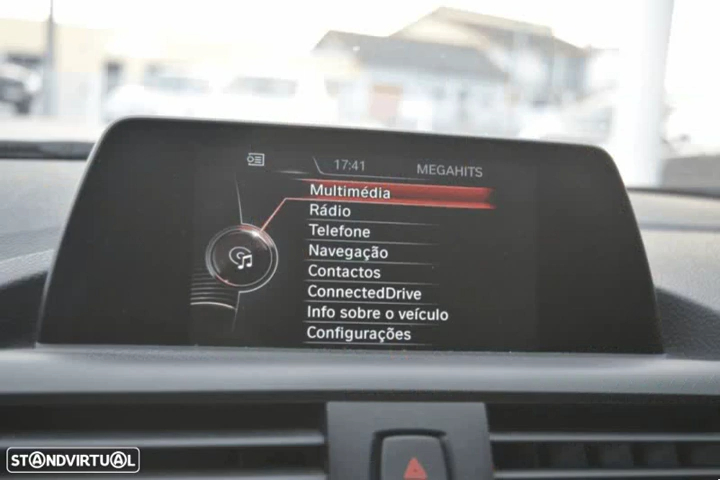 17:41 MEGAHITS
Multimédia
Rádio
Telefone
Navegação
Contactos
ConnectedDrive
Info sobre o veículo
Configurações
STANDVIRTUAL